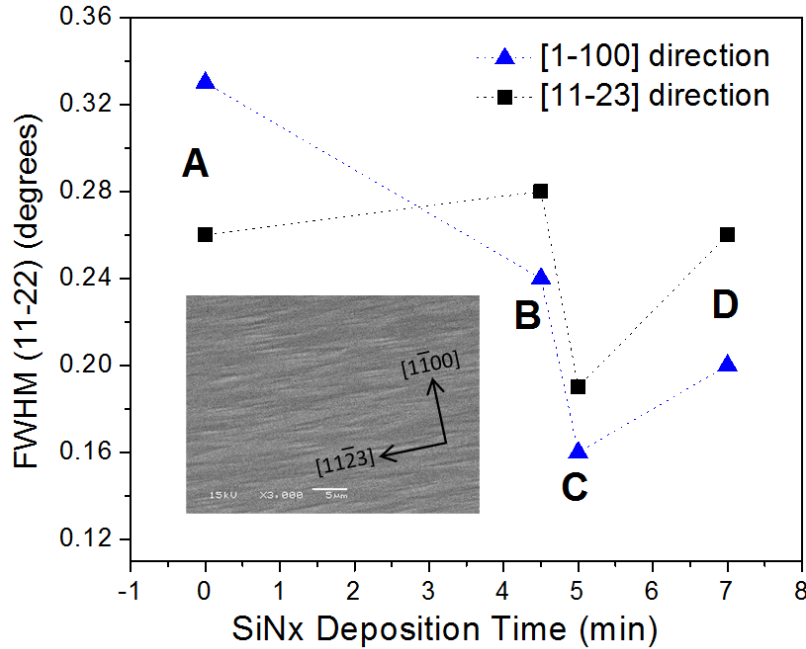 0.36
0.32
0.28
0.24
0.20
0.16
0.12
FWHM (11-22) (degrees)
[1-100] direction
[11-23] direction
A
B
C
D
[11̅00]
[112̅3]
15kU X3,000 5μm
-1 0 1 2 3 4 5 6 7 8
SiNx Deposition Time (min)